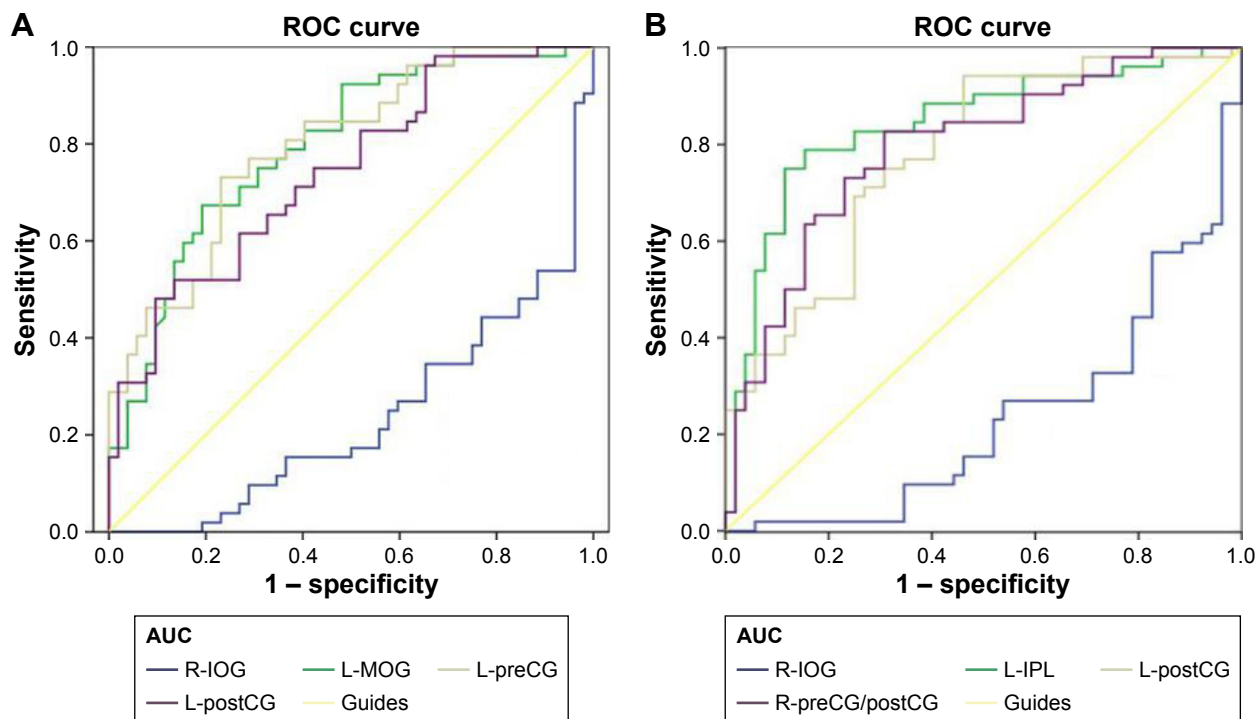 A
ROC curve
1.0
0.8
0.6
0.4
0.2
0.0
Sensitivity
0.0 0.2 0.4 0.6 0.8 1.0
1 – specificity
AUC
R-IOG L-MOG L-preCG
L-postCG Guides
B
ROC curve
1.0
0.8
0.6
0.4
0.2
0.0
Sensitivity
0.0 0.2 0.4 0.6 0.8 1.0
1 – specificity
AUC
R-IOG L-IPL L-postCG
R-preCG/postCG Guides